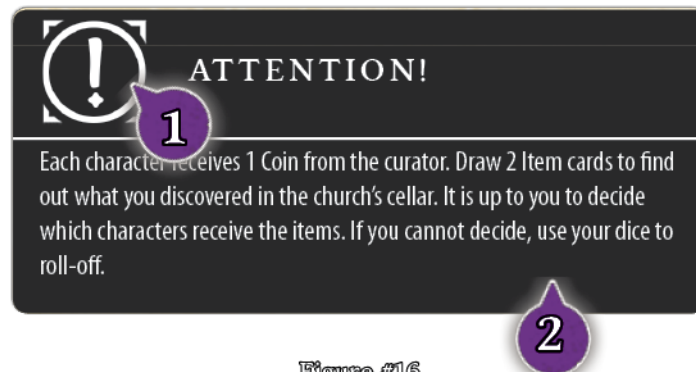 ATTENTION!
1
Each character receives 1 Coin from the curator. Draw 2 Item cards to find
out what you discovered in the church's cellar. It is up to you to decide
which characters receive the items. If you cannot decide, use your dice to
roll-off.
2
Figure #16